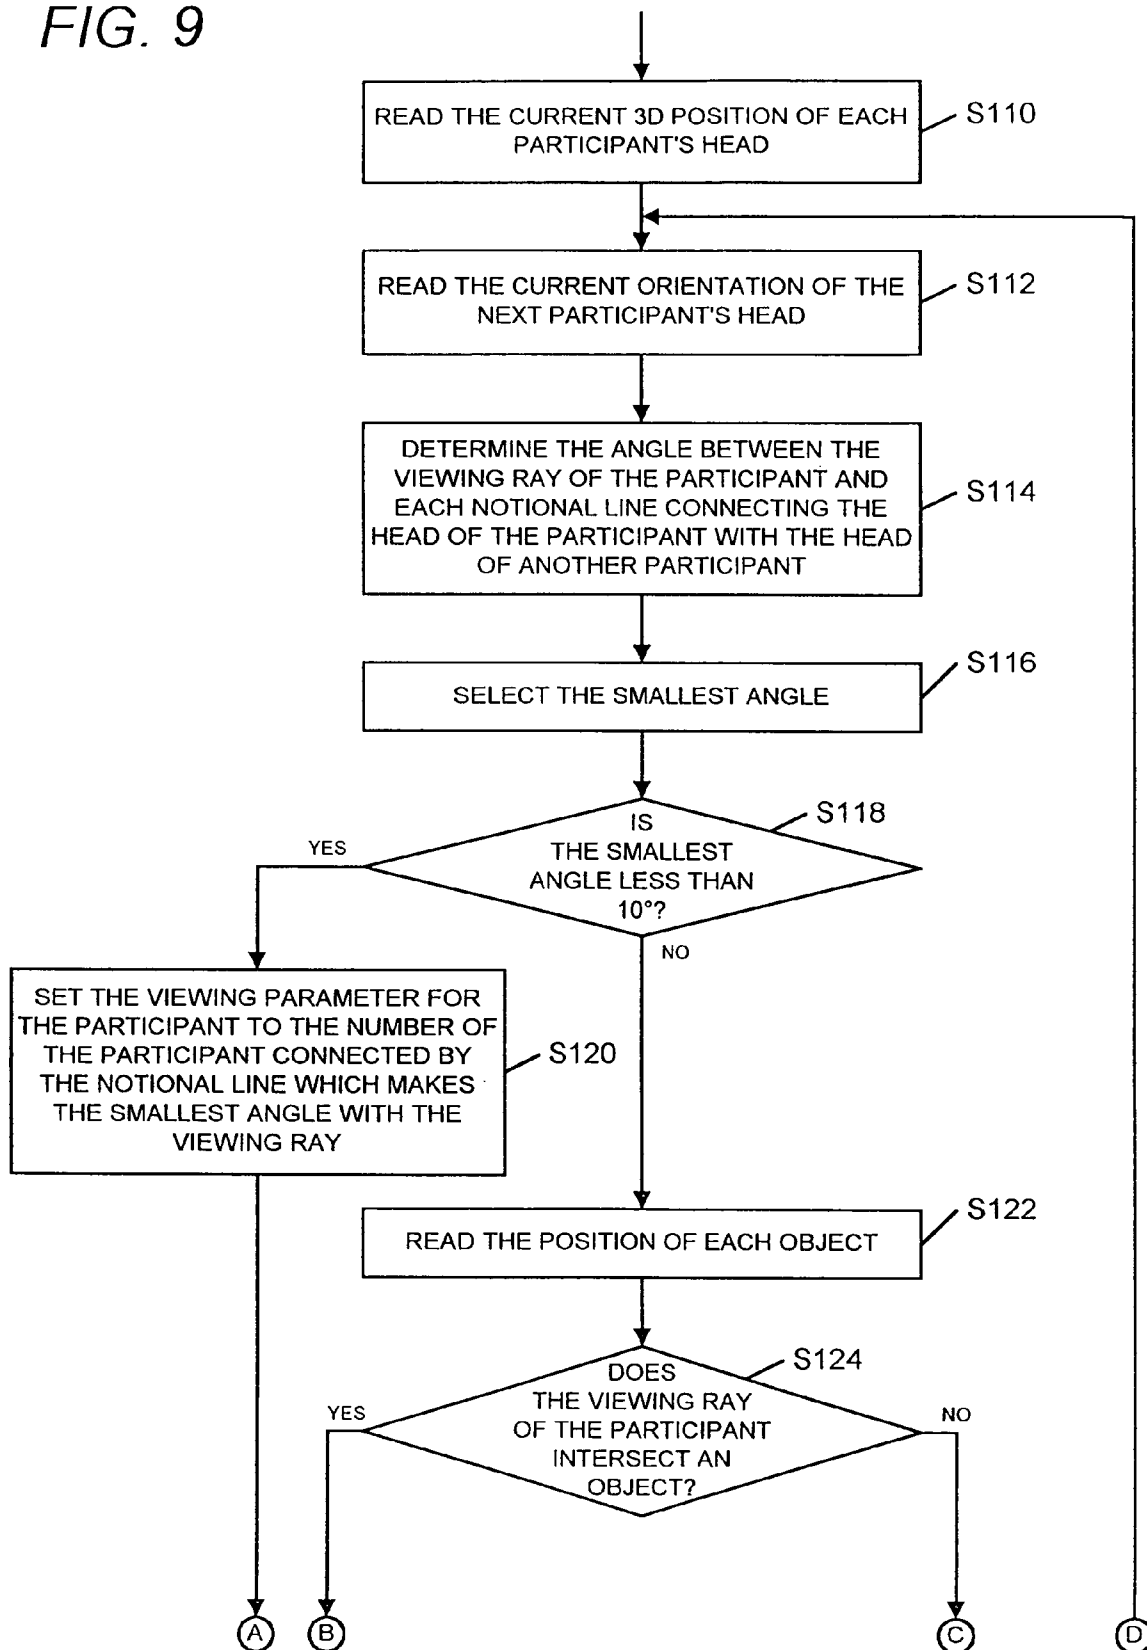 FIG. 9
READ THE CURRENT 3D POSITION OF EACH
PARTICIPANT'S HEAD
S110
READ THE CURRENT ORIENTATION OF THE
NEXT PARTICIPANT'S HEAD
S112
DETERMINE THE ANGLE BETWEEN THE
VIEWING RAY OF THE PARTICIPANT AND
EACH NOTIONAL LINE CONNECTING THE
HEAD OF THE PARTICIPANT WITH THE HEAD
OF ANOTHER PARTICIPANT
S114
SELECT THE SMALLEST ANGLE
S116
IS
THE SMALLEST
ANGLE LESS THAN
10°?
S118
YES
NO
SET THE VIEWING PARAMETER FOR
THE PARTICIPANT TO THE NUMBER OF
THE PARTICIPANT CONNECTED BY
THE NOTIONAL LINE WHICH MAKES
THE SMALLEST ANGLE WITH THE
VIEWING RAY
S120
READ THE POSITION OF EACH OBJECT
S122
DOES
THE VIEWING RAY
OF THE PARTICIPANT
INTERSECT AN
OBJECT?
S124
YES
NO
A
B
C
D